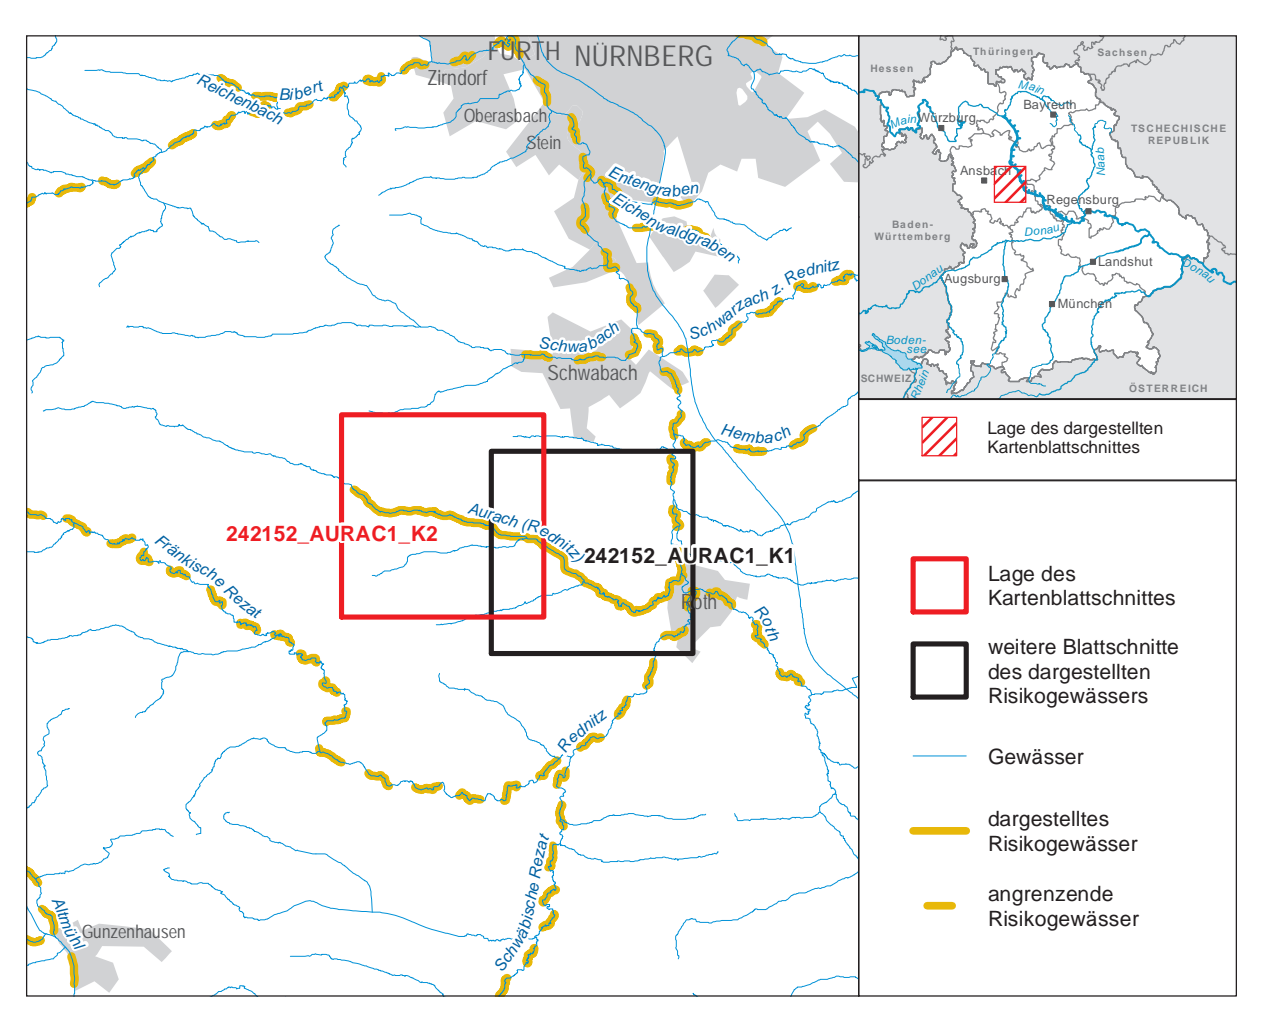 FÜRTH
NÜRNBERG
Zirndorf
Bibert
Reichenbach
Oberasbach
Stein
Entengraben
Eichenwaldgraben
Schwarzach z. Rednitz
Schwabach
Schwabach
Hembach
Aurach (Rednitz)
242152_AURAC1_K2
242152_AURAC1_K1
Fränkische Rezat
Roth
Roth
Rednitz
Schwäbische Rezat
Altmühl
Gunzenhausen
Thüringen
Sachsen
Hessen
Main
Bayreuth
Main
Würzburg
TSCHECHISCHE
REPUBLIK
Naab
Ansbach
Regensburg
Baden-
Württemberg
Donau
Landshut
Donau
Donau
Augsburg
München
Boden-
see
SCHWEIZ
Rhein
ÖSTERREICH
Lage des dargestellten
Kartenblattschnittes
Lage des
Kartenblattschnittes
weitere Blattschnitte
des dargestellten
Risikogewässers
Gewässer
dargestelltes
Risikogewässer
angrenzende
Risikogewässer